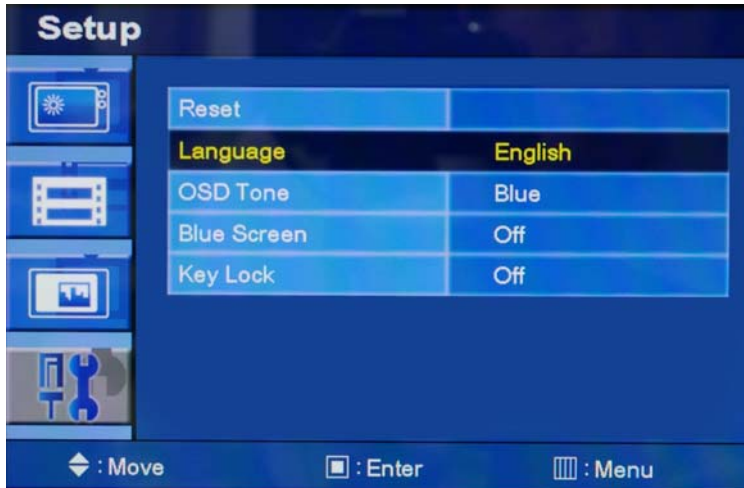 Setup
Reset
Language English
OSD Tone Blue
Blue Screen Off
Key Lock Off
: Move : Enter : Menu